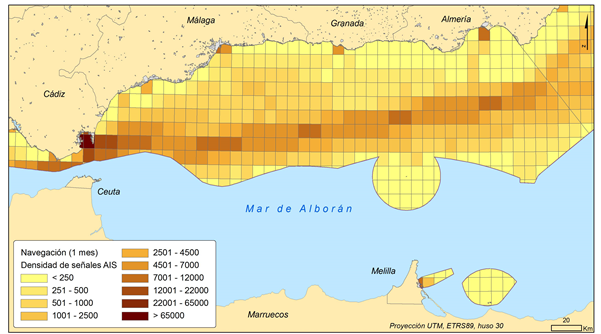 Málaga
Granada
Almería
Cádiz
Ceuta
Mar de Alborán
Melilla
Marruecos
Navegación (1 mes)
Densidad de señales AIS
< 250
251 - 500
501 - 1000
1001 - 2500
2501 - 4500
4501 - 7000
7001 - 12000
12001 - 22000
22001 - 65000
> 65000
20
Km
Proyección UTM, ETRS89, huso 30